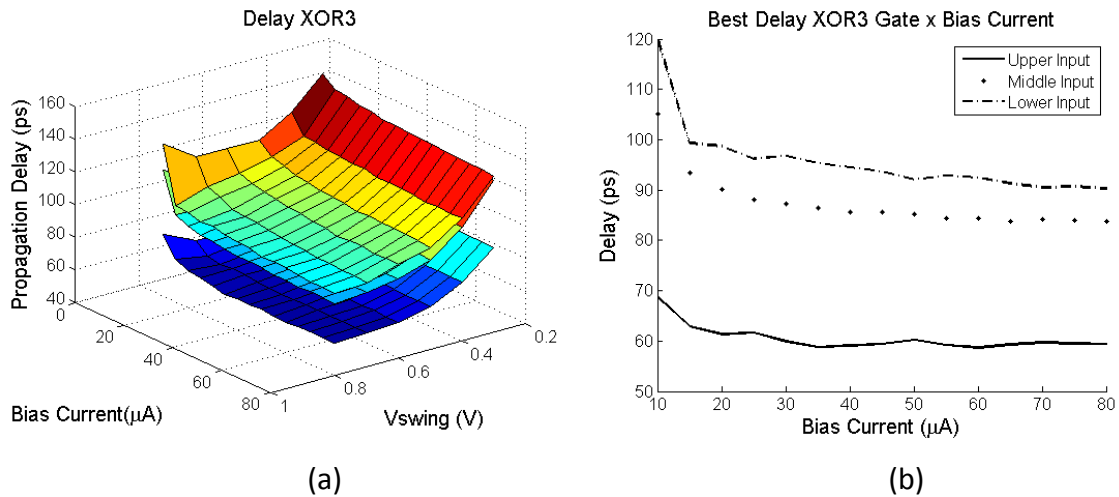 Delay XOR3
Propagation Delay (ps)
160
140
120
100
80
60
40
0
20
40
60
80
Bias Current(μA)
1
0.8
0.6
0.4
0.2
Vswing (V)
(a)
Best Delay XOR3 Gate x Bias Current
Upper Input
Middle Input
Lower Input
Delay (ps)
120
110
100
90
80
70
60
50
10 20 30 40 50 60 70 80
Bias Current (μA)
(b)